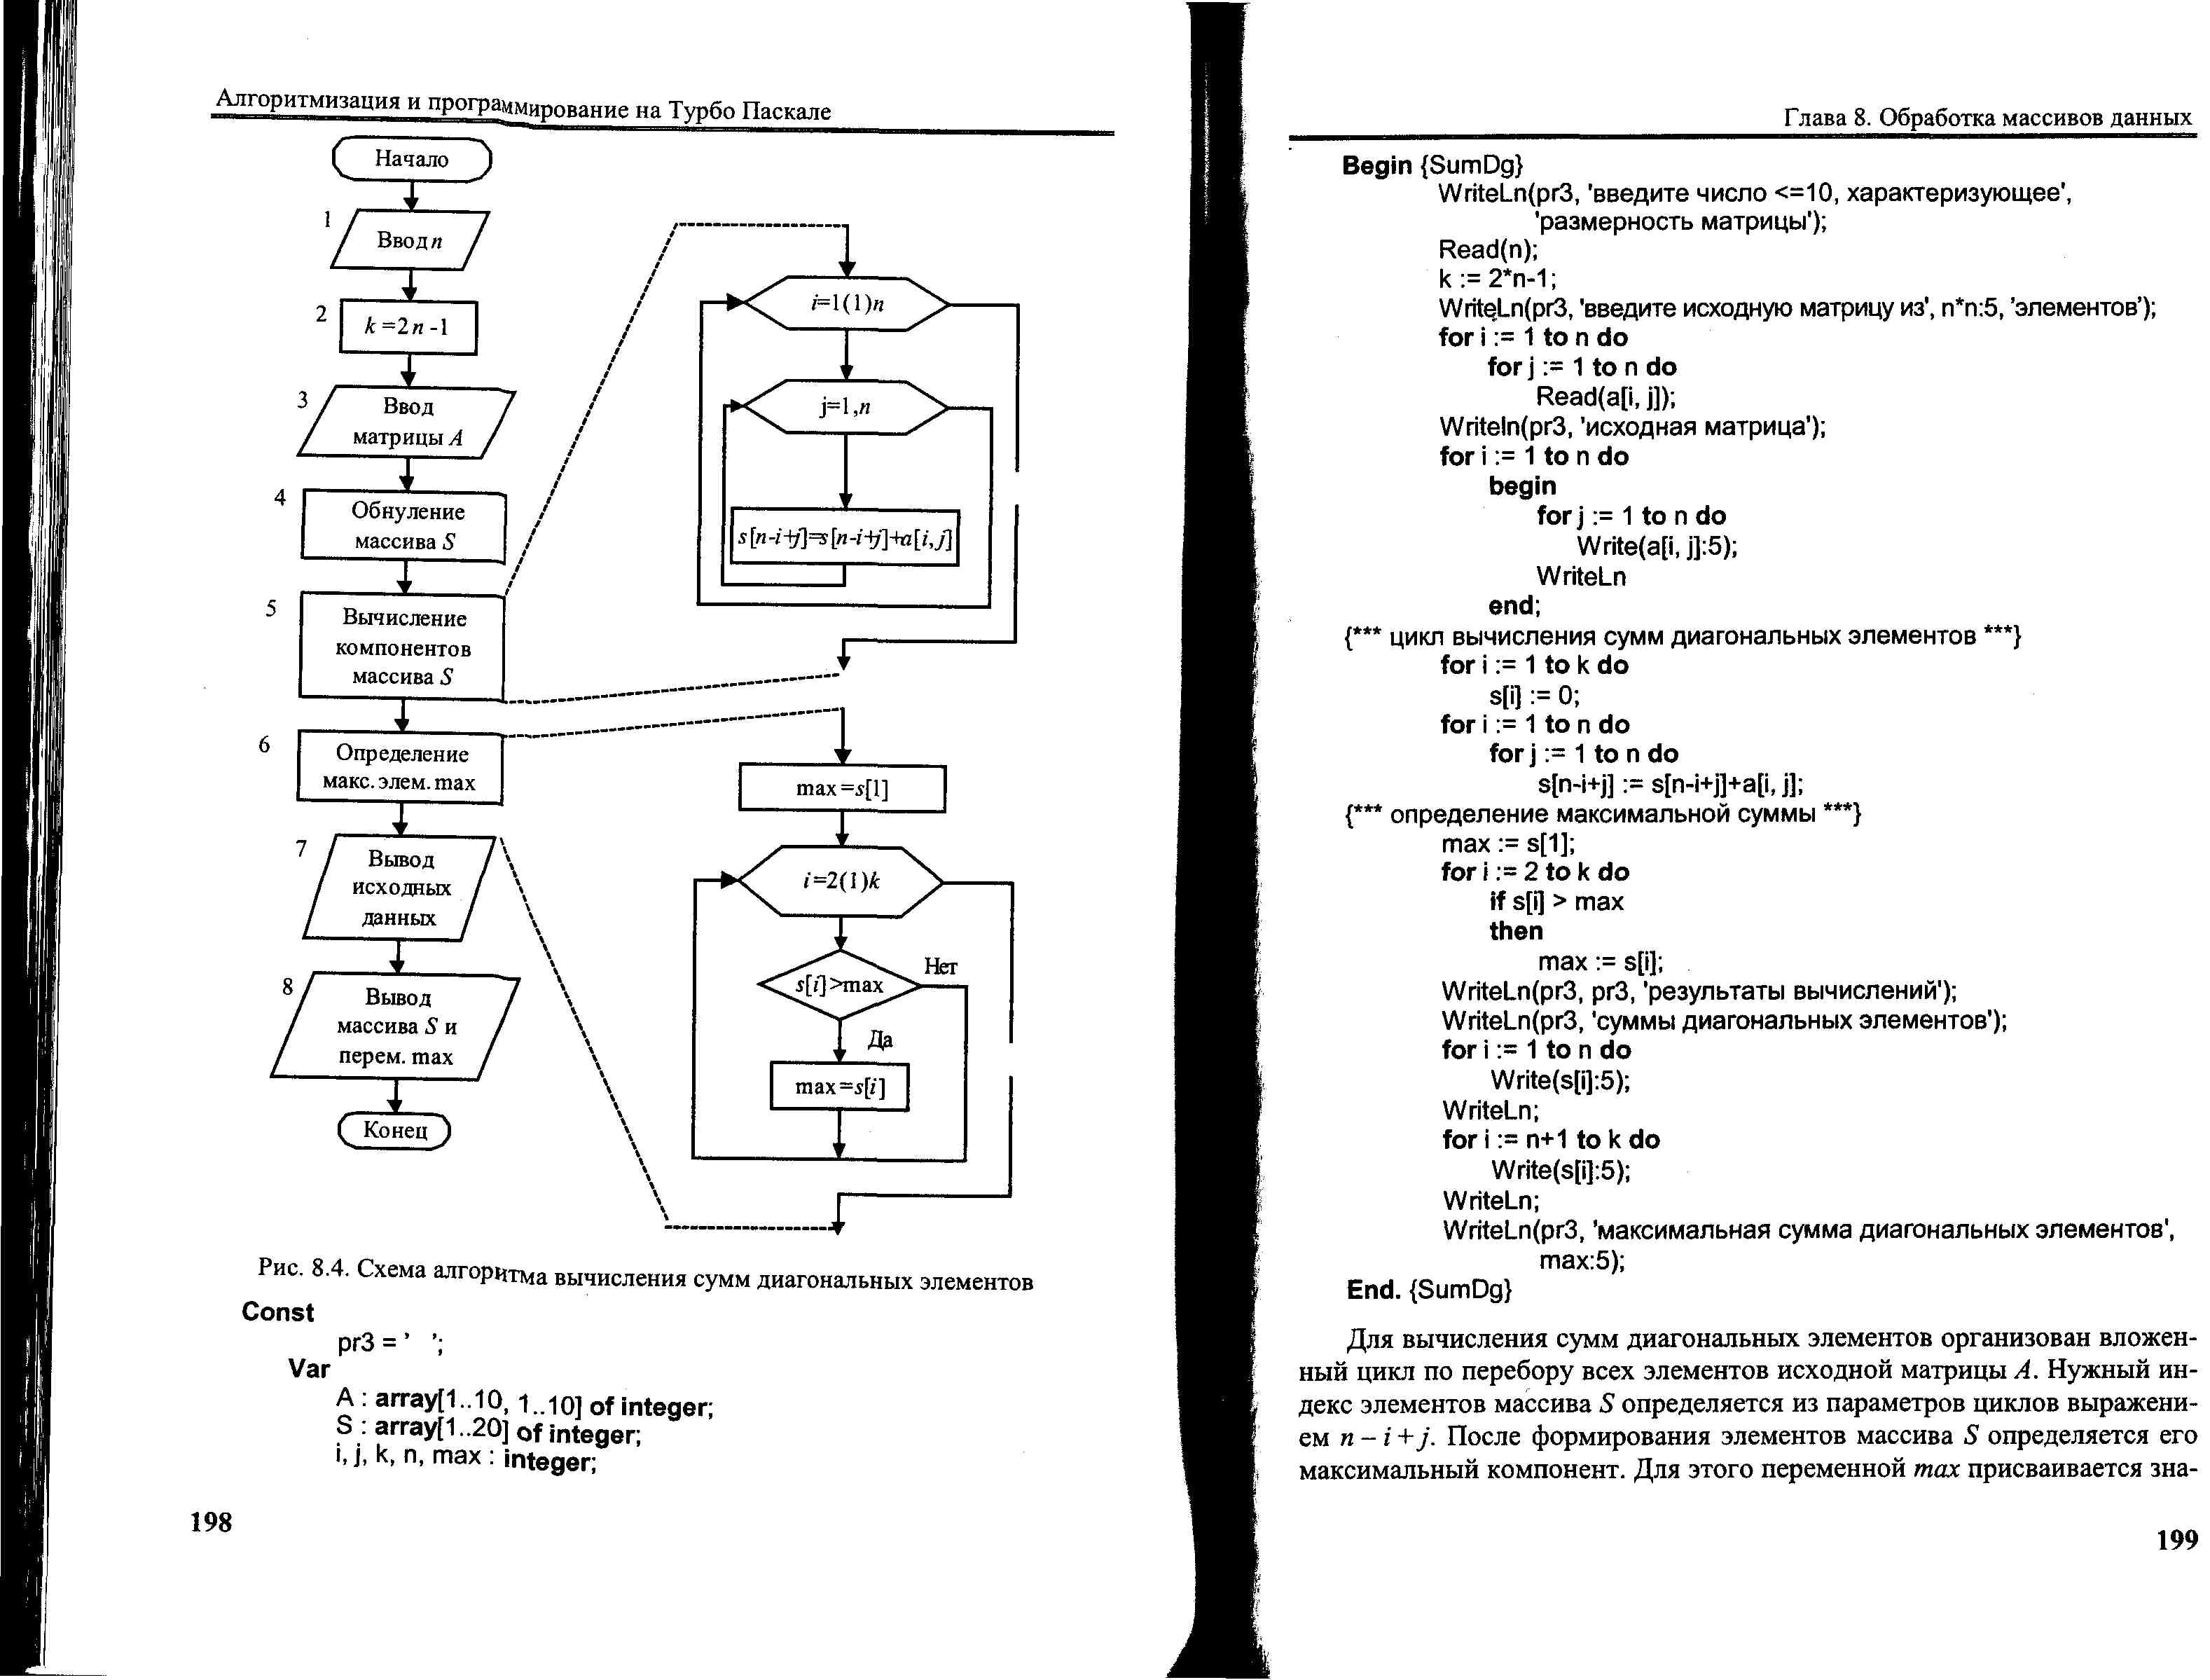 Алгоритмизация и программирование на Турбо Паскале
Начало
1
Ввод n
2
k=2n-1
3
Ввод
матрицы A
4
Обнуление
массива S
5
Вычисление
компонентов
массива S
6
Определение
макс. элем. max
7
Вывод
исходных
данных
8
Вывод
массива S и
перем. max
Конец
i=1(1)n
j=1,n
s[n-i+j]=s[n-i+j]+a[i,j]
max=s[1]
i=2(1)k
s[i]>max
Нет
Да
max=s[i]
Рис. 8.4. Схема алгоритма вычисления сумм диагональных элементов
Const
pr3 = '   ';
Var
A : array[1..10, 1..10] of integer;
S : array[1..20] of integer;
i, j, k, n, max : integer;
198
Глава 8. Обработка массивов данных
Begin {SumDg}
WriteLn(pr3, 'введите число <=10, характеризующее',
'размерность матрицы');
Read(n);
k := 2*n-1;
WriteLn(pr3, 'введите исходную матрицу из', n*n:5, 'элементов');
for i := 1 to n do
for j := 1 to n do
Read(a[i, j]);
Writeln(pr3, 'исходная матрица');
for i := 1 to n do
begin
for j := 1 to n do
Write(a[i, j]:5);
WriteLn
end;
{*** цикл вычисления сумм диагональных элементов ***}
for i := 1 to k do
s[i] := 0;
for i := 1 to n do
for j := 1 to n do
s[n-i+j] := s[n-i+j]+a[i, j];
{*** определение максимальной суммы ***}
max := s[1];
for i := 2 to k do
if s[i] > max
then
max := s[i];
WriteLn(pr3, pr3, 'результаты вычислений');
WriteLn(pr3, 'суммы диагональных элементов');
for i := 1 to n do
Write(s[i]:5);
WriteLn;
for i := n+1 to k do
Write(s[i]:5);
WriteLn;
WriteLn(pr3, 'максимальная сумма диагональных элементов',
max:5);
End. {SumDg}
Для вычисления сумм диагональных элементов организован вложен-
ный цикл по перебору всех элементов исходной матрицы A. Нужный ин-
декс элементов массива S определяется из параметров циклов выражени-
ем n – i + j. После формирования элементов массива S определяется его
максимальный компонент. Для этого переменной max присваивается зна-
199